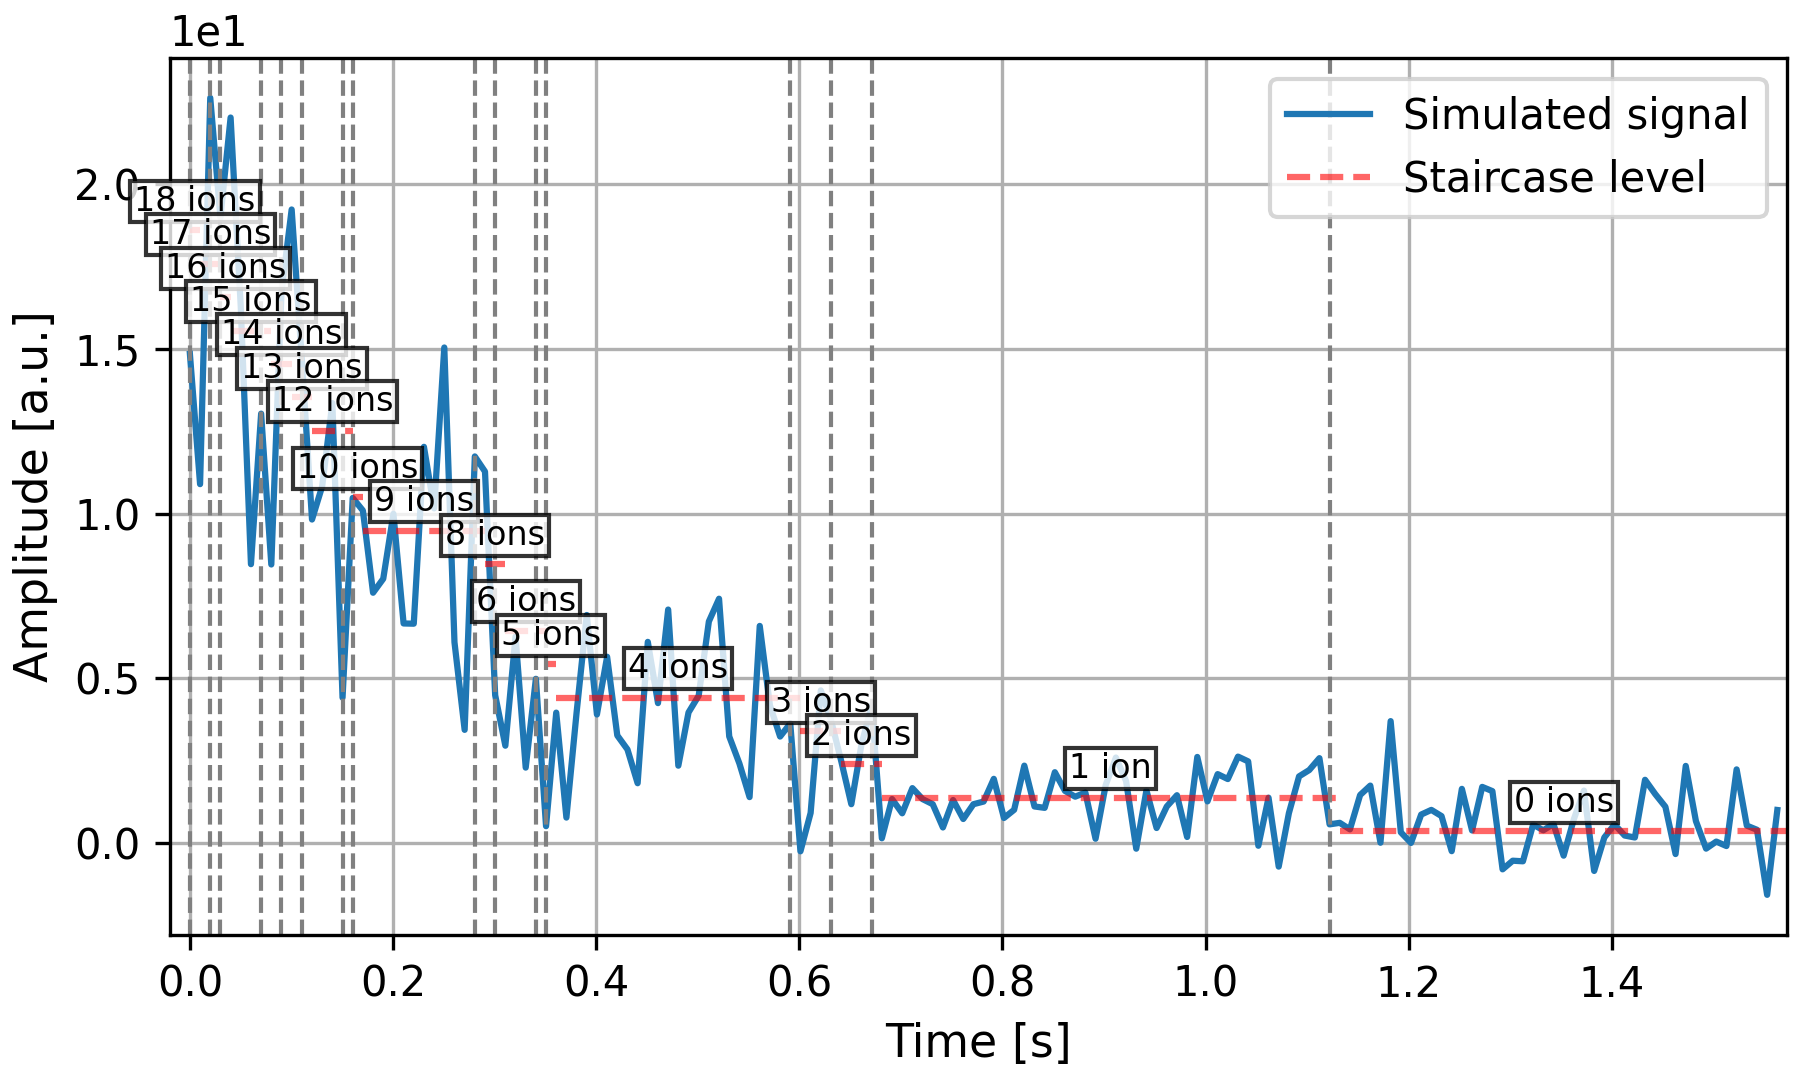 1e1
Simulated signal
Staircase level
2.0
1.5
1.0
0.5
0.0
Amplitude [a.u.]
18 ions
17 ions
16 ions
15 ions
14 ions
13 ions
12 ions
10 ions
9 ions
8 ions
6 ions
5 ions
4 ions
3 ions
2 ions
1 ion
0 ions
0.0 0.2 0.4 0.6 0.8 1.0 1.2 1.4
Time [s]